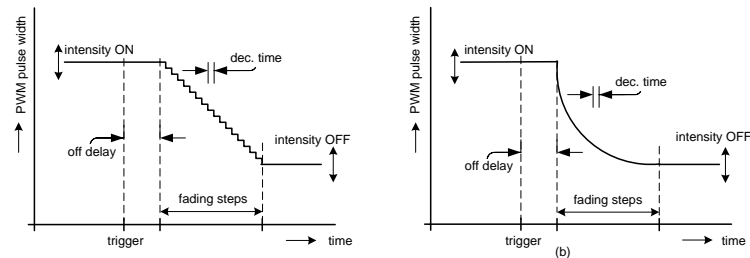 PWM pulse width
intensity ON
dec. time
off delay
intensity OFF
fading steps
trigger
time
PWM pulse width
intensity ON
dec. time
intensity OFF
off delay
fading steps
trigger
time
(b)